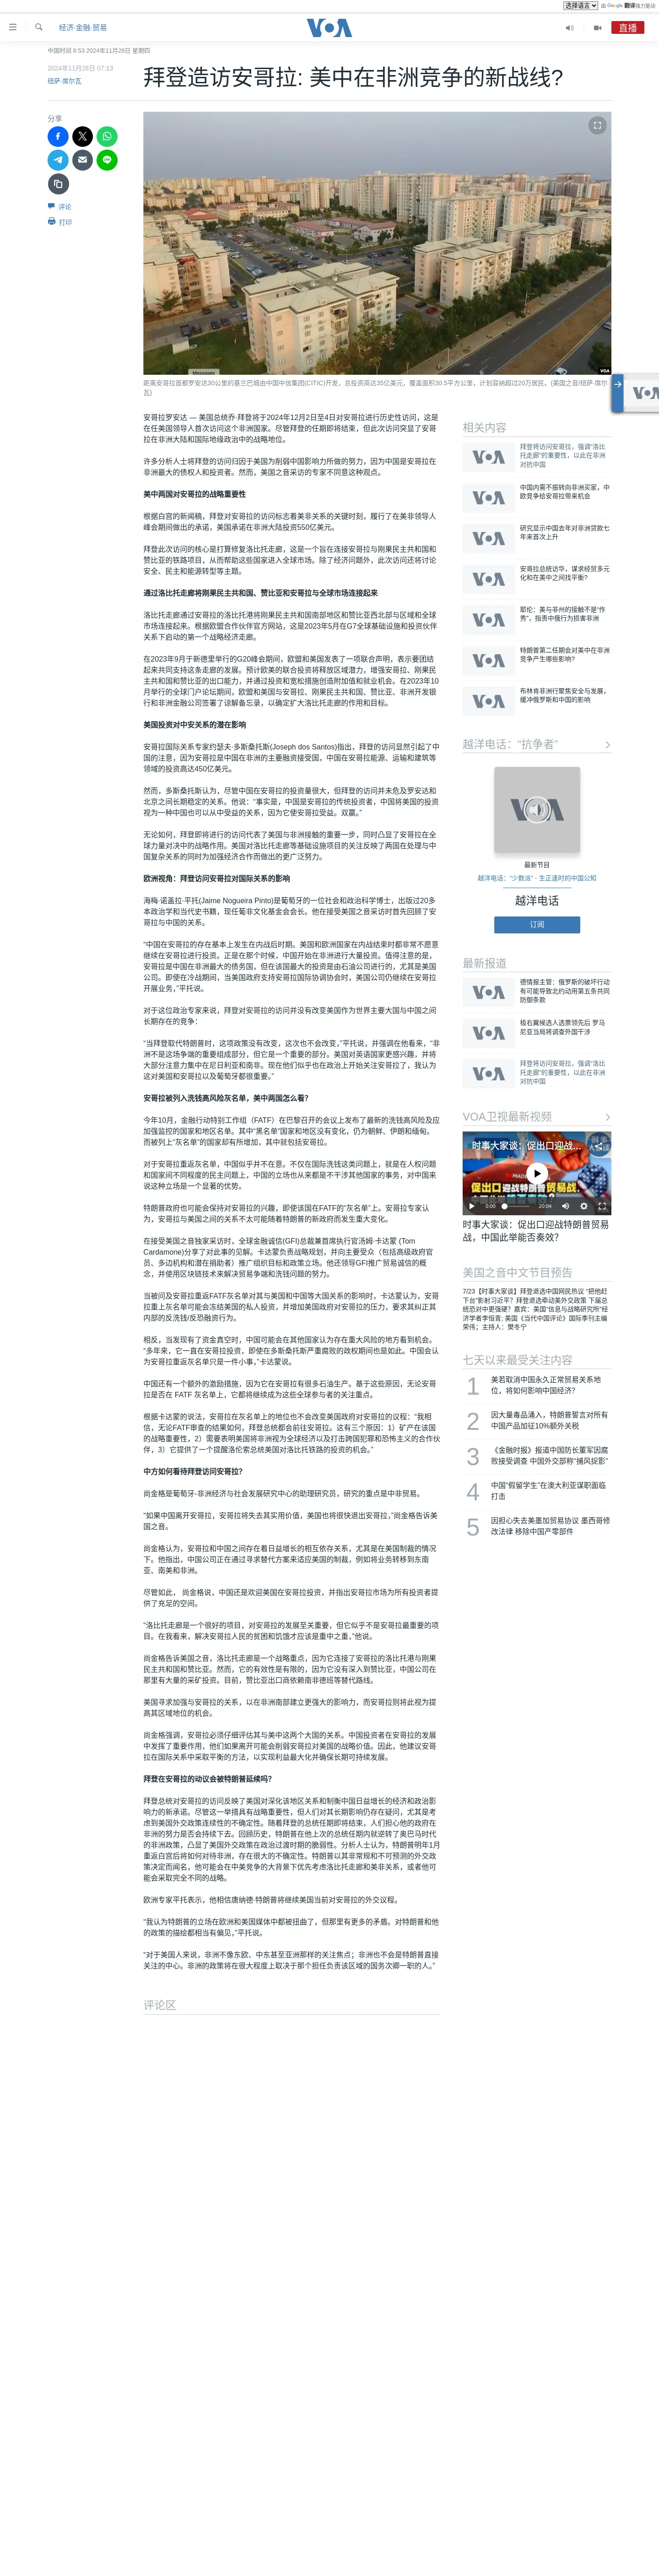 选择语言
由 Google 翻译强力驱动
经济·金融·贸易
VOA
直播
中国时间 8:53 2024年11月28日 星期四
2024年11月28日 07:13
纽萨·席尔瓦
拜登造访安哥拉: 美中在非洲竞争的新战线?
分享
评论
打印
VOA
距离安哥拉首都罗安达30公里的基兰巴城由中国中信集团(CITIC)开发，总投资高达35亿美元，覆盖面积30.5平方公里，计划容纳超过20万居民。(美国之音/纽萨·席尔
瓦)
安哥拉罗安达 — 美国总统乔·拜登将于2024年12月2日至4日对安哥拉进行历史性访问，这是
在任美国领导人首次访问这个非洲国家。尽管拜登的任期即将结束，但此次访问突显了安哥
拉在非洲大陆和国际地缘政治中的战略地位。
许多分析人士将拜登的访问归因于美国为削弱中国影响力所做的努力，因为中国是安哥拉在
非洲最大的债权人和投资者。然而，美国之音采访的专家不同意这种观点。
美中两国对安哥拉的战略重要性
根据白宫的新闻稿，拜登对安哥拉的访问标志着美非关系的关键时刻，履行了在美非领导人
峰会期间做出的承诺，美国承诺在非洲大陆投资550亿美元。
拜登此次访问的核心是打算修复洛比托走廊，这是一个旨在连接安哥拉与刚果民主共和国和
赞比亚的铁路项目，从而帮助这些国家进入全球市场。除了经济问题外，此次访问还将讨论
安全、民主和能源转型等主题。
通过洛比托走廊将刚果民主共和国、赞比亚和安哥拉与全球市场连接起来
洛比托走廊通过安哥拉的洛比托港将刚果民主共和国南部地区和赞比亚西北部与区域和全球
市场连接起来。根据欧盟合作伙伴官方网站，这是2023年5月在G7全球基础设施和投资伙伴
关系下启动的第一个战略经济走廊。
在2023年9月于新德里举行的G20峰会期间，欧盟和美国发表了一项联合声明，表示要团结
起来共同支持这条走廊的发展。预计欧美的联合投资将释放区域潜力，增强安哥拉、刚果民
主共和国和赞比亚的出口能力，并通过投资和宽松措施创造附加值和就业机会。在2023年10
月举行的全球门户论坛期间，欧盟和美国与安哥拉、刚果民主共和国、赞比亚、非洲开发银
行和非洲金融公司签署了谅解备忘录，以确定扩大洛比托走廊的作用和目标。
美国投资对中安关系的潜在影响
安哥拉国际关系专家约瑟夫·多斯桑托斯(Joseph dos Santos)指出，拜登的访问显然引起了中
国的注意，因为安哥拉是中国在非洲的主要融资接受国，中国在安哥拉能源、运输和建筑等
领域的投资高达450亿美元。
然而，多斯桑托斯认为，尽管中国在安哥拉的投资量很大，但拜登的访问并未危及罗安达和
北京之间长期稳定的关系。他说：“事实是，中国是安哥拉的传统投资者，中国将美国的投资
视为一种中国也可以从中受益的关系，因为它使安哥拉受益。双赢。”
无论如何，拜登即将进行的访问代表了美国与非洲接触的重要一步，同时凸显了安哥拉在全
球力量对决中的战略作用。美国对洛比托走廊等基础设施项目的关注反映了两国在处理与中
国复杂关系的同时为加强经济合作而做出的更广泛努力。
欧洲视角：拜登访问安哥拉对国际关系的影响
海梅·诺盖拉·平托(Jaime Nogueira Pinto)是葡萄牙的一位社会和政治科学博士，出版过20多
本政治学和当代史书籍，现任葡非文化基金会会长。他在接受美国之音采访时首先回顾了安
哥拉与中国的关系。
“中国在安哥拉的存在基本上发生在内战后时期。美国和欧洲国家在内战结束时都非常不愿意
继续在安哥拉进行投资。正是在那个时候，中国开始在非洲进行大量投资。值得注意的是，
安哥拉是中国在非洲最大的债务国，但在该国最大的投资是由石油公司进行的，尤其是美国
公司。即使在冷战期间，当美国政府支持与安哥拉国际协调协会时，美国公司仍继续在安哥拉
开展业务，”平托说。
对于这位政治专家来说，拜登对安哥拉的访问并没有改变美国作为世界主要大国与中国之间
长期存在的竞争：
“当拜登取代特朗普时，这项政策没有改变，这次也不会改变，”平托说，并强调在他看来，“非
洲不是这场争端的重要组成部分，但它是一个重要的部分。美国对英语国家更感兴趣，并将
大部分注意力集中在尼日利亚和南非。现在他们似乎也在政治上开始关注安哥拉了，我认为
这对美国和安哥拉以及葡萄牙都很重要。”
安哥拉被列入洗钱高风险灰名单，美中两国怎么看?
今年10月，金融行动特别工作组（FATF）在巴黎召开的会议上发布了最新的洗钱高风险及应
加强监控的国家和地区名单。其中“黑名单”国家和地区没有变化，仍为朝鲜、伊朗和缅甸。
而被列上“灰名单”的国家却有所增加，其中就包括安哥拉。
对于安哥拉重返灰名单，中国似乎并不在意。不仅在国际洗钱这类问题上，就是在人权问题
和国家间不同程度的民主问题上，中国的立场也从来都是不干涉其他国家的事务，对中国来
说这种立场是一个显著的优势。
特朗普政府也可能会保持对安哥拉的兴趣，即使该国在FATF的“灰名单”上。安哥拉专家认
为，安哥拉与美国之间的关系不太可能随着特朗普的新政府而发生重大变化。
在接受美国之音独家采访时，全球金融诚信(GFI)总裁兼首席执行官汤姆·卡达蒙 (Tom
Cardamone)分享了对此事的见解。卡达蒙负责战略规划，并向主要受众（包括高级政府官
员、多边机构和潜在捐助者）推广组织目标和政策立场。他还领导GFI推广贸易诚信的概
念，并使用区块链技术来解决贸易争端和洗钱问题的努力。
当被问及安哥拉重返FATF灰名单对其与美国和中国等大国关系的影响时，卡达蒙认为，安哥
拉重上灰名单可能会冻结美国的私人投资，并增加美国政府对安哥拉的压力，要求其纠正其
内部的反洗钱/反恐融资行为。
相反，当发现有了资金真空时，中国可能会在其他国家认为存在重大风险的地方看到机会。
“多年来，它一直在安哥拉投资，即使在多斯桑托斯严重腐败的政权期间也是如此。中国会认
为安哥拉重返灰名单只是一件小事，”卡达蒙说。
中国还有一个额外的激励措施，因为它在安哥拉有很多石油生产。基于这些原因，无论安哥
拉是否在 FATF 灰名单上，它都将继续成为这些全球参与者的关注重点。
根据卡达蒙的说法，安哥拉在灰名单上的地位也不会改变美国政府对安哥拉的议程：“我相
信，无论FATF审查的结果如何，拜登总统都会前往安哥拉。这有三个原因：1）矿产在该国
的战略重要性，2）需要表明美国将非洲视为全球经济以及打击跨国犯罪和恐怖主义的合作伙
伴，3）它提供了一个提醒洛伦索总统美国对洛比托铁路的投资的机会。”
中方如何看待拜登访问安哥拉?
尚金格是葡萄牙-非洲经济与社会发展研究中心的助理研究员，研究的重点是中非贸易。
“如果中国离开安哥拉，安哥拉将失去其实用价值，美国也将很快退出安哥拉，”尚金格告诉美
国之音。
尚金格认为，安哥拉和中国之间存在着日益增长的相互依存关系，尤其是在美国制裁的情况
下。他指出，中国公司正在通过寻求替代方案来适应美国的制裁，例如将业务转移到东南
亚、南美和非洲。
尽管如此， 尚金格说，中国还是欢迎美国在安哥拉投资，并指出安哥拉市场为所有投资者提
供了充足的空间。
“洛比托走廊是一个很好的项目，对安哥拉的发展至关重要，但它似乎不是安哥拉最重要的项
目。在我看来，解决安哥拉人民的贫困和饥饿才应该是重中之重，”他说。
尚金格告诉美国之音，洛比托走廊是一个战略重点，因为它连接了安哥拉的洛比托港与刚果
民主共和国和赞比亚。然而，它的有效性是有限的，因为它没有深入到赞比亚，中国公司在
那里有大量的采矿投资。目前，赞比亚出口商依赖南非德班等替代路线。
美国寻求加强与安哥拉的关系，以在非洲南部建立更强大的影响力，而安哥拉则将此视为提
高其区域地位的机会。
尚金格强调，安哥拉必须仔细评估其与美中这两个大国的关系。中国投资者在安哥拉的发展
中发挥了重要作用，他们如果离开可能会削弱安哥拉对美国的战略价值。因此，他建议安哥
拉在国际关系中采取平衡的方法，以实现利益最大化并确保长期可持续发展。
拜登在安哥拉的动议会被特朗普延续吗？
拜登总统对安哥拉的访问反映了美国对深化该地区关系和制衡中国日益增长的经济和政治影
响力的新承诺。尽管这一举措具有战略重要性，但人们对其长期影响仍存在疑问，尤其是考
虑到美国外交政策连续性的不确定性。随着拜登的总统任期即将结束，人们担心他的政府在
非洲的努力是否会持续下去。回顾历史，特朗普在他上次的总统任期内就逆转了奥巴马时代
的非洲政策，凸显了美国外交政策在政治过渡时期的脆弱性。分析人士认为，特朗普明年1月
重返白宫后将如何对待非洲，存在很大的不确定性。特朗普以其非常规和不可预测的外交政
策决定而闻名，他可能会在中美竞争的大背景下优先考虑洛比托走廊和美非关系，或者他可
能会采取完全不同的战略。
欧洲专家平托表示，他相信唐纳德·特朗普将继续美国当前对安哥拉的外交议程。
“我认为特朗普的立场在欧洲和美国媒体中都被扭曲了，但那里有更多的矛盾。对特朗普和他
的政策的描绘都相当有偏见，”平托说。
“对于美国人来说，非洲不像东欧、中东甚至亚洲那样的关注焦点；非洲也不会是特朗普直接
关注的中心。非洲的政策将在很大程度上取决于那个担任负责该区域的国务次卿一职的人。”
评论区
相关内容
拜登将访问安哥拉，强调“洛比
托走廊”的重要性，以此在非洲
对抗中国
中国内需不振转向非洲买家，中
欧竞争给安哥拉带来机会
研究显示中国去年对非洲贷款七
年来首次上升
安哥拉总统访华，谋求经贸多元
化和在美中之间找平衡?
耶伦：美与非州的接触不是“作
秀”，指责中俄行为损害非洲
特朗普第二任期会对美中在非洲
竞争产生哪些影响?
布林肯非洲行聚焦安全与发展，
缓冲俄罗斯和中国的影响
越洋电话：“抗争者”
最新节目
越洋电话：“少数派” - 生正逢时的中国公知
越洋电话
订阅
最新报道
德情报主管：俄罗斯的破坏行动
有可能导致北约动用第五条共同
防御条款
极右翼候选人选票领先后 罗马
尼亚当局将调查外国干涉
拜登将访问安哥拉，强调“洛比
托走廊”的重要性，以此在非洲
对抗中国
VOA卫视最新视频
时事大家谈：促出口迎战…
促出口迎战特朗普贸易战，
0:00
20:04
时事大家谈：促出口迎战特朗普贸易
战，中国此举能否奏效?
美国之音中文节目预告
7/23【时事大家谈】拜登退选中国网民热议 “把他赶
下台”影射习近平？拜登退选牵动美外交政策 下届总
统恐对中更强硬？嘉宾：美国“信息与战略研究所”经
济学者李恒青; 美国《当代中国评论》国际季刊主编
荣伟；主持人：樊冬宁
七天以来最受关注内容
1
美若取消中国永久正常贸易关系地
位，将如何影响中国经济?
2
因大量毒品涌入，特朗普誓言对所有
中国产品加征10%额外关税
3
《金融时报》报道中国防长董军因腐
败接受调查 中国外交部称“捕风捉影”
4
中国“假留学生”在澳大利亚谋职面临
打击
5
因担心失去美墨加贸易协议 墨西哥修
改法律 移除中国产零部件